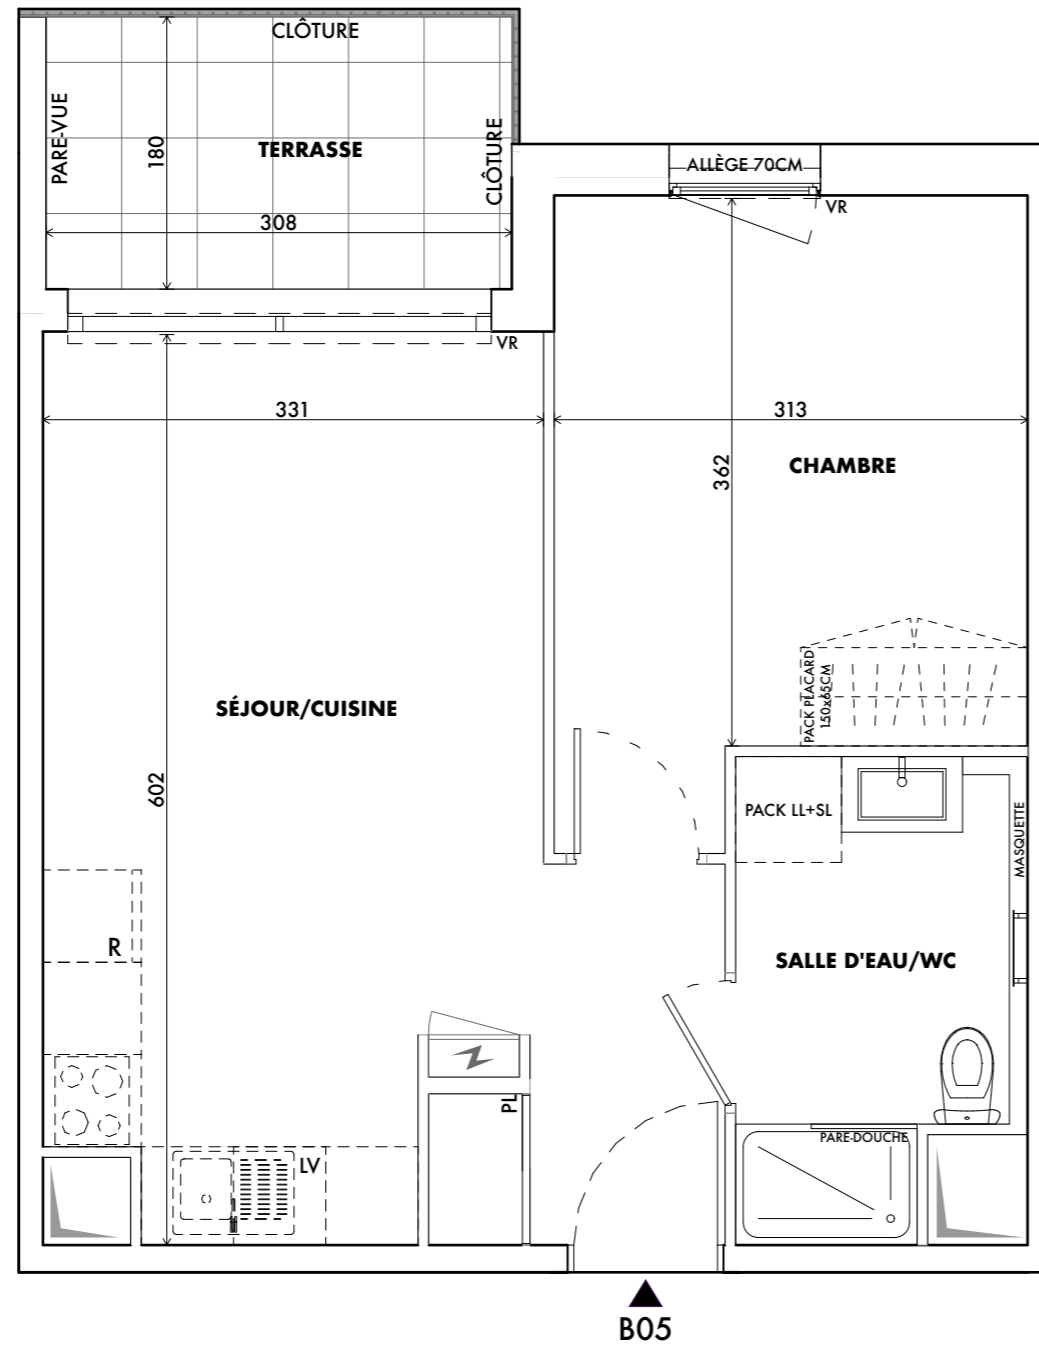 CLÔTURE
PARE-VUE
180
TERRASSE
CLÔTURE
308
ALLÈGE 70CM
VR
VR
331
313
362
CHAMBRE
PACK PLACARD
150x65CM
SÉJOUR/CUISINE
602
PACK LL+SL
MASQUETTE
R
SALLE D'EAU/WC
PL
PARE-DOUCHE
LV
B05